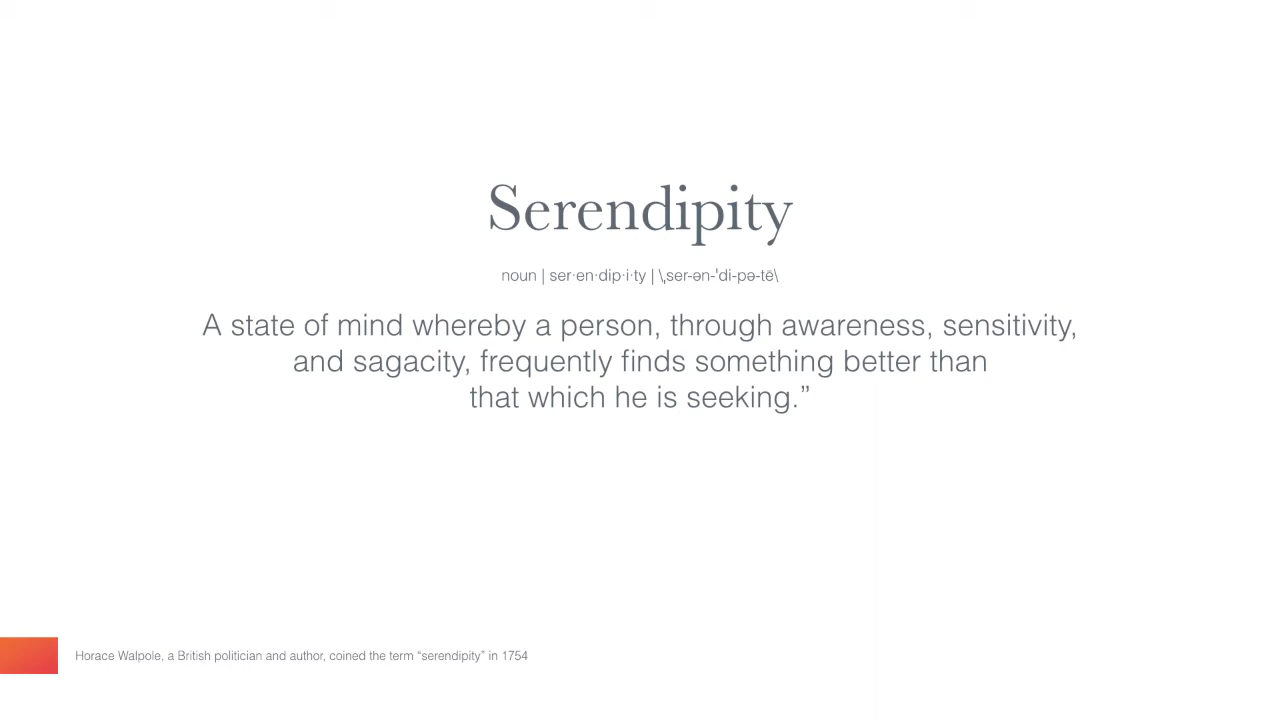 Serendipity
noun | ser·en·dip·i·ty | \ˌser-ən-ˈdi-pə-tē\
A state of mind whereby a person, through awareness, sensitivity,
and sagacity, frequently finds something better than
that which he is seeking.”
Horace Walpole, a British politician and author, coined the term “serendipity” in 1754